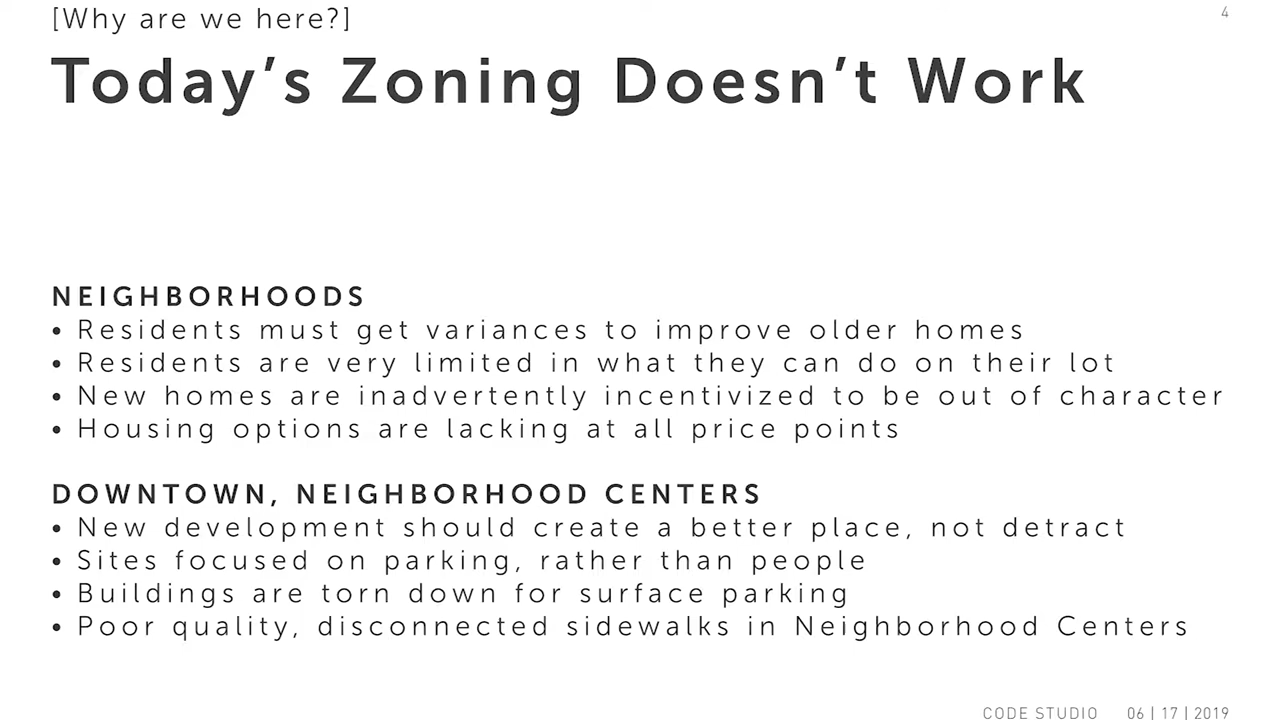 [Why are we here?]
4
Today’s Zoning Doesn’t Work
NEIGHBORHOODS
• Residents must get variances to improve older homes
• Residents are very limited in what they can do on their lot
• New homes are inadvertently incentivized to be out of character
• Housing options are lacking at all price points
DOWNTOWN, NEIGHBORHOOD CENTERS
• New development should create a better place, not detract
• Sites focused on parking, rather than people
• Buildings are torn down for surface parking
• Poor quality, disconnected sidewalks in Neighborhood Centers
CODE STUDIO 06 | 17 | 2019